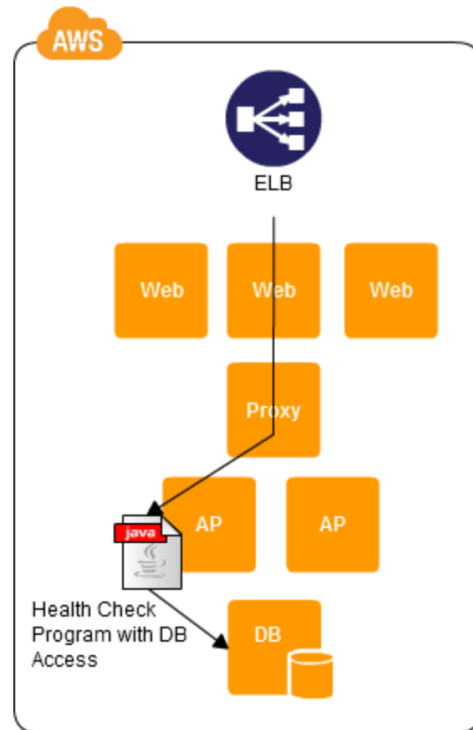 AWS
ELB
Web
Web
Web
Proxy
AP
AP
java
Health Check
Program with DB
Access
DB